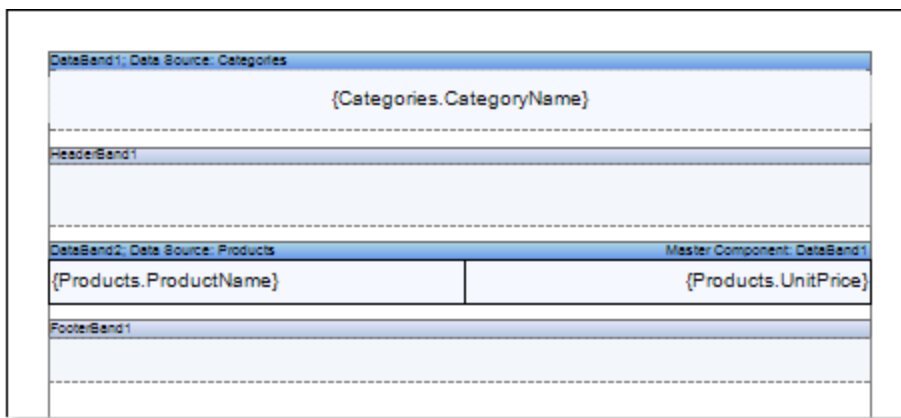 DataBand1; Data Source: Categories
{Categories.CategoryName}
HeaderBand1
DataBand2; Data Source: Products Master Component: DataBand1
{Products.ProductName} {Products.UnitPrice}
FooterBand1